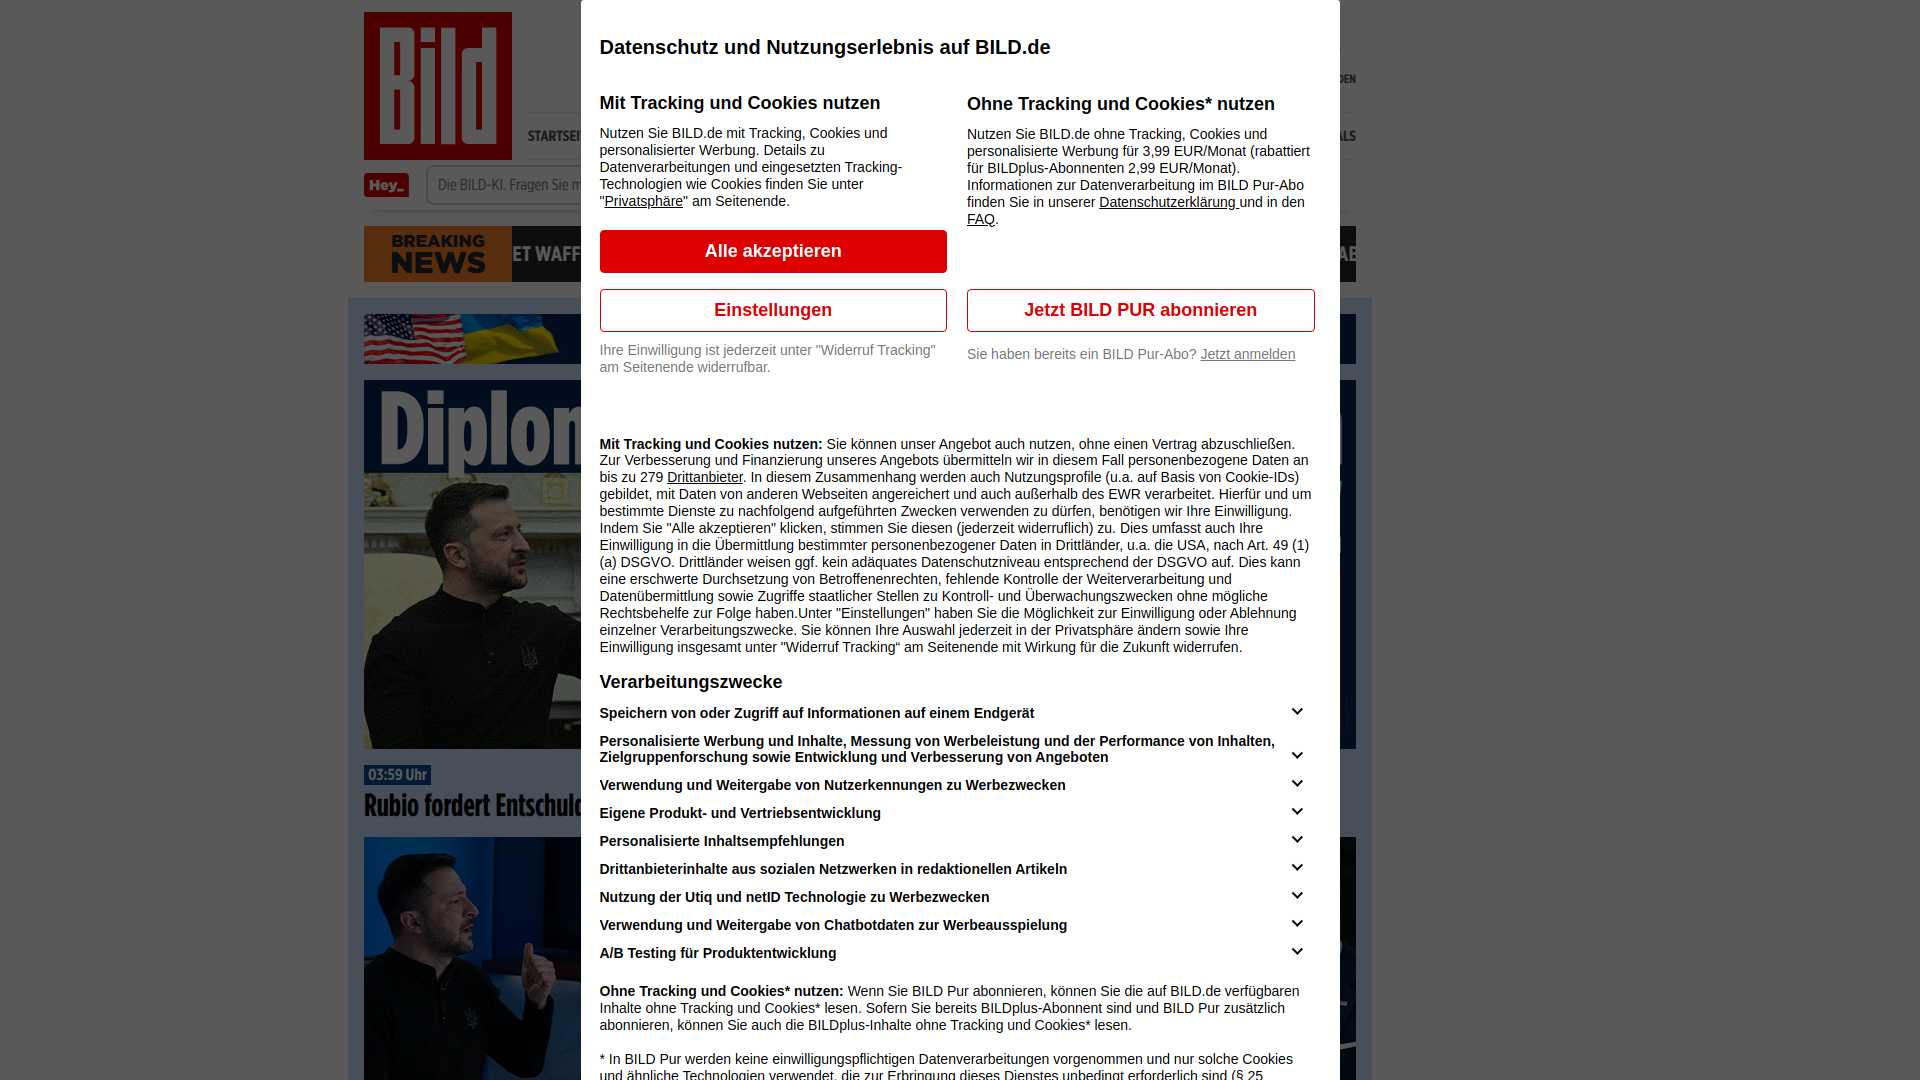 Bild
DEN
STARTSEI
ALS
Hey_
Die BILD-KI. Fragen Sie m
BREAKING
NEWS
ET WAFF
AB
Diplon
03:59 Uhr
Rubio fordert Entschuld
Datenschutz und Nutzungserlebnis auf BILD.de
Mit Tracking und Cookies nutzen
Nutzen Sie BILD.de mit Tracking, Cookies und
personalisierter Werbung. Details zu
Datenverarbeitungen und eingesetzten Tracking-
Technologien wie Cookies finden Sie unter
"Privatsphäre" am Seitenende.
Alle akzeptieren
Einstellungen
Ihre Einwilligung ist jederzeit unter "Widerruf Tracking"
am Seitenende widerrufbar.
Ohne Tracking und Cookies* nutzen
Nutzen Sie BILD.de ohne Tracking, Cookies und
personalisierte Werbung für 3,99 EUR/Monat (rabattiert
für BILDplus-Abonnenten 2,99 EUR/Monat).
Informationen zur Datenverarbeitung im BILD Pur-Abo
finden Sie in unserer Datenschutzerklärung und in den
FAQ.
Jetzt BILD PUR abonnieren
Sie haben bereits ein BILD Pur-Abo? Jetzt anmelden
Mit Tracking und Cookies nutzen: Sie können unser Angebot auch nutzen, ohne einen Vertrag abzuschließen.
Zur Verbesserung und Finanzierung unseres Angebots übermitteln wir in diesem Fall personenbezogene Daten an
bis zu 279 Drittanbieter. In diesem Zusammenhang werden auch Nutzungsprofile (u.a. auf Basis von Cookie-IDs)
gebildet, mit Daten von anderen Webseiten angereichert und auch außerhalb des EWR verarbeitet. Hierfür und um
bestimmte Dienste zu nachfolgend aufgeführten Zwecken verwenden zu dürfen, benötigen wir Ihre Einwilligung.
Indem Sie "Alle akzeptieren" klicken, stimmen Sie diesen (jederzeit widerruflich) zu. Dies umfasst auch Ihre
Einwilligung in die Übermittlung bestimmter personenbezogener Daten in Drittländer, u.a. die USA, nach Art. 49 (1)
(a) DSGVO. Drittländer weisen ggf. kein adäquates Datenschutzniveau entsprechend der DSGVO auf. Dies kann
eine erschwerte Durchsetzung von Betroffenenrechten, fehlende Kontrolle der Weiterverarbeitung und
Datenübermittlung sowie Zugriffe staatlicher Stellen zu Kontroll- und Überwachungszwecken ohne mögliche
Rechtsbehelfe zur Folge haben.Unter "Einstellungen" haben Sie die Möglichkeit zur Einwilligung oder Ablehnung
einzelner Verarbeitungszwecke. Sie können Ihre Auswahl jederzeit in der Privatsphäre ändern sowie Ihre
Einwilligung insgesamt unter "Widerruf Tracking“ am Seitenende mit Wirkung für die Zukunft widerrufen.
Verarbeitungszwecke
Speichern von oder Zugriff auf Informationen auf einem Endgerät
Personalisierte Werbung und Inhalte, Messung von Werbeleistung und der Performance von Inhalten,
Zielgruppenforschung sowie Entwicklung und Verbesserung von Angeboten
Verwendung und Weitergabe von Nutzerkennungen zu Werbezwecken
Eigene Produkt- und Vertriebsentwicklung
Personalisierte Inhaltsempfehlungen
Drittanbieterinhalte aus sozialen Netzwerken in redaktionellen Artikeln
Nutzung der Utiq und netID Technologie zu Werbezwecken
Verwendung und Weitergabe von Chatbotdaten zur Werbeausspielung
A/B Testing für Produktentwicklung
Ohne Tracking und Cookies* nutzen: Wenn Sie BILD Pur abonnieren, können Sie die auf BILD.de verfügbaren
Inhalte ohne Tracking und Cookies* lesen. Sofern Sie bereits BILDplus-Abonnent sind und BILD Pur zusätzlich
abonnieren, können Sie auch die BILDplus-Inhalte ohne Tracking und Cookies* lesen.
* In BILD Pur werden keine einwilligungspflichtigen Datenverarbeitungen vorgenommen und nur solche Cookies
und ähnliche Technologien verwendet, die zur Erbringung dieses Dienstes unbedingt erforderlich sind (§ 25